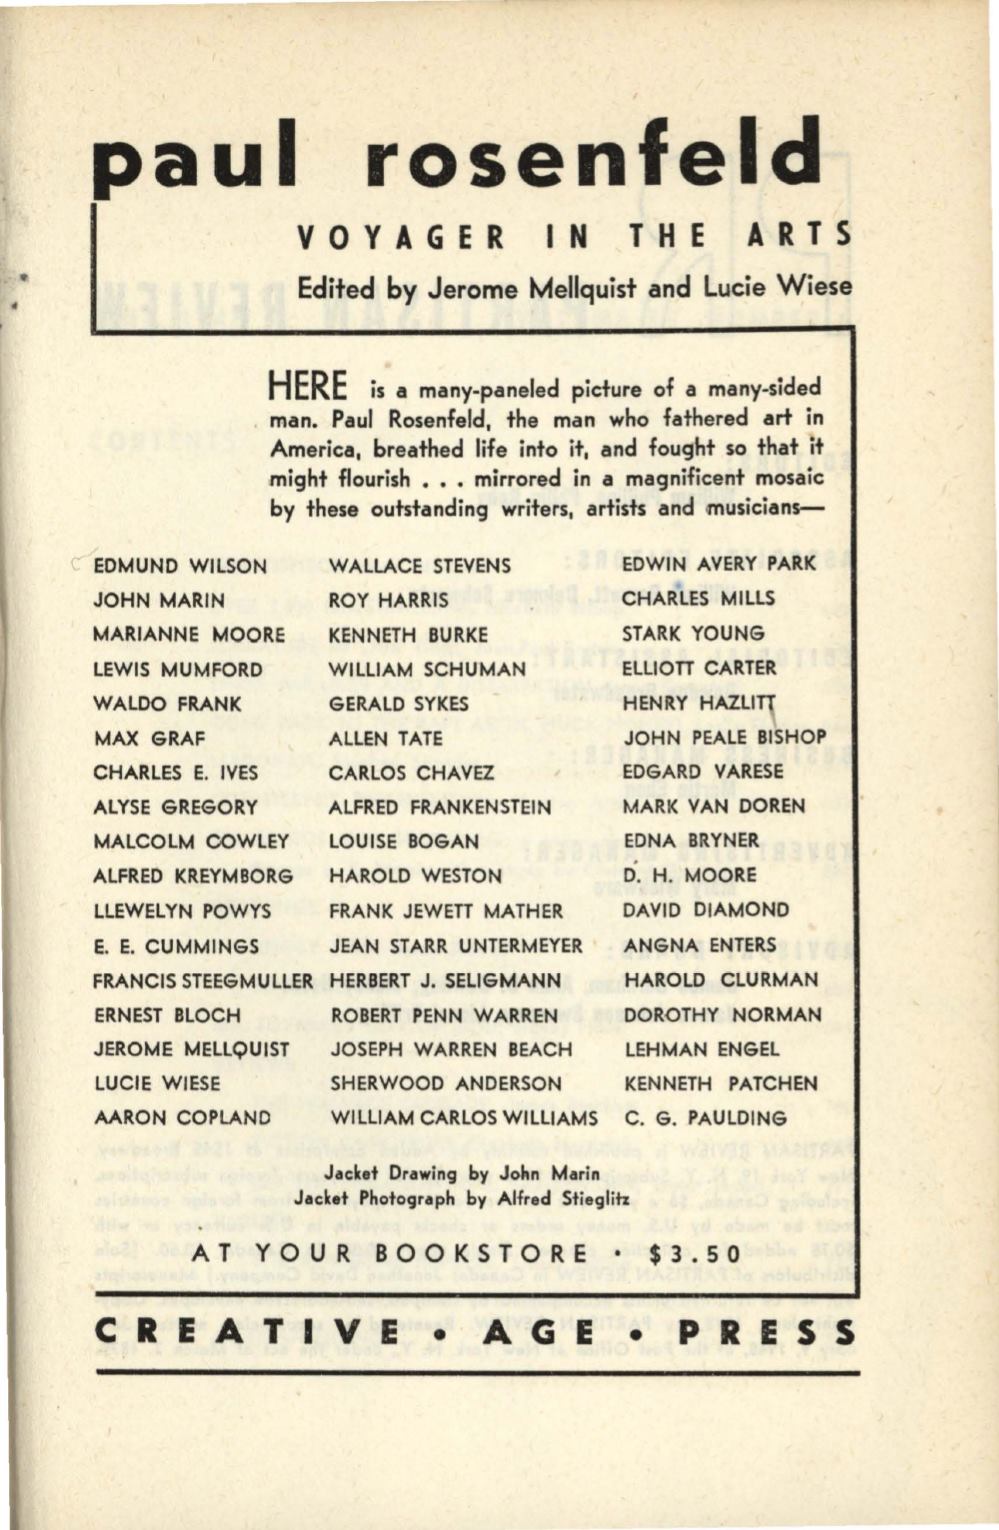 paul rosenfeld
VOYAGER IN THE ARTS
Edited by Jerome Mellquist and Lucie Wiese
HERE is a many-paneled picture of a many-sided
man. Paul Rosenfeld, the man who fathered art in
America, breathed life into it, and fought so that it
might flourish . . . mirrored in a magnificent mosaic
by these outstanding writers, artists and musicians—
EDMUND WILSON
JOHN MARIN
MARIANNE MOORE
LEWIS MUMFORD
WALDO FRANK
MAX GRAF
CHARLES E. IVES
ALYSE GREGORY
MALCOLM COWLEY
ALFRED KREYMBORG
LLEWELYN POWYS
E. E. CUMMINGS
FRANCIS STEEGMULLER
ERNEST BLOCH
JEROME MELLQUIST
LUCIE WIESE
AARON COPLAND
WALLACE STEVENS
ROY HARRIS
KENNETH BURKE
WILLIAM SCHUMAN
GERALD SYKES
ALLEN TATE
CARLOS CHAVEZ
ALFRED FRANKENSTEIN
LOUISE BOGAN
HAROLD WESTON
FRANK JEWETT MATHER
JEAN STARR UNTERMEYER
HERBERT J. SELIGMANN
ROBERT PENN WARREN
JOSEPH WARREN BEACH
SHERWOOD ANDERSON
WILLIAM CARLOS WILLIAMS
EDWIN AVERY PARK
CHARLES MILLS
STARK YOUNG
ELLIOTT CARTER
HENRY HAZLITT
JOHN PEALE BISHOP
EDGARD VARESE
MARK VAN DOREN
EDNA BRYNER
D. H. MOORE
DAVID DIAMOND
ANGNA ENTERS
HAROLD CLURMAN
DOROTHY NORMAN
LEHMAN ENGEL
KENNETH PATCHEN
C. G. PAULDING
Jacket Drawing by John Marin
Jacket Photograph by Alfred Stieglitz
AT YOUR BOOKSTORE • $3.50
CREATIVE • AGE • PRESS